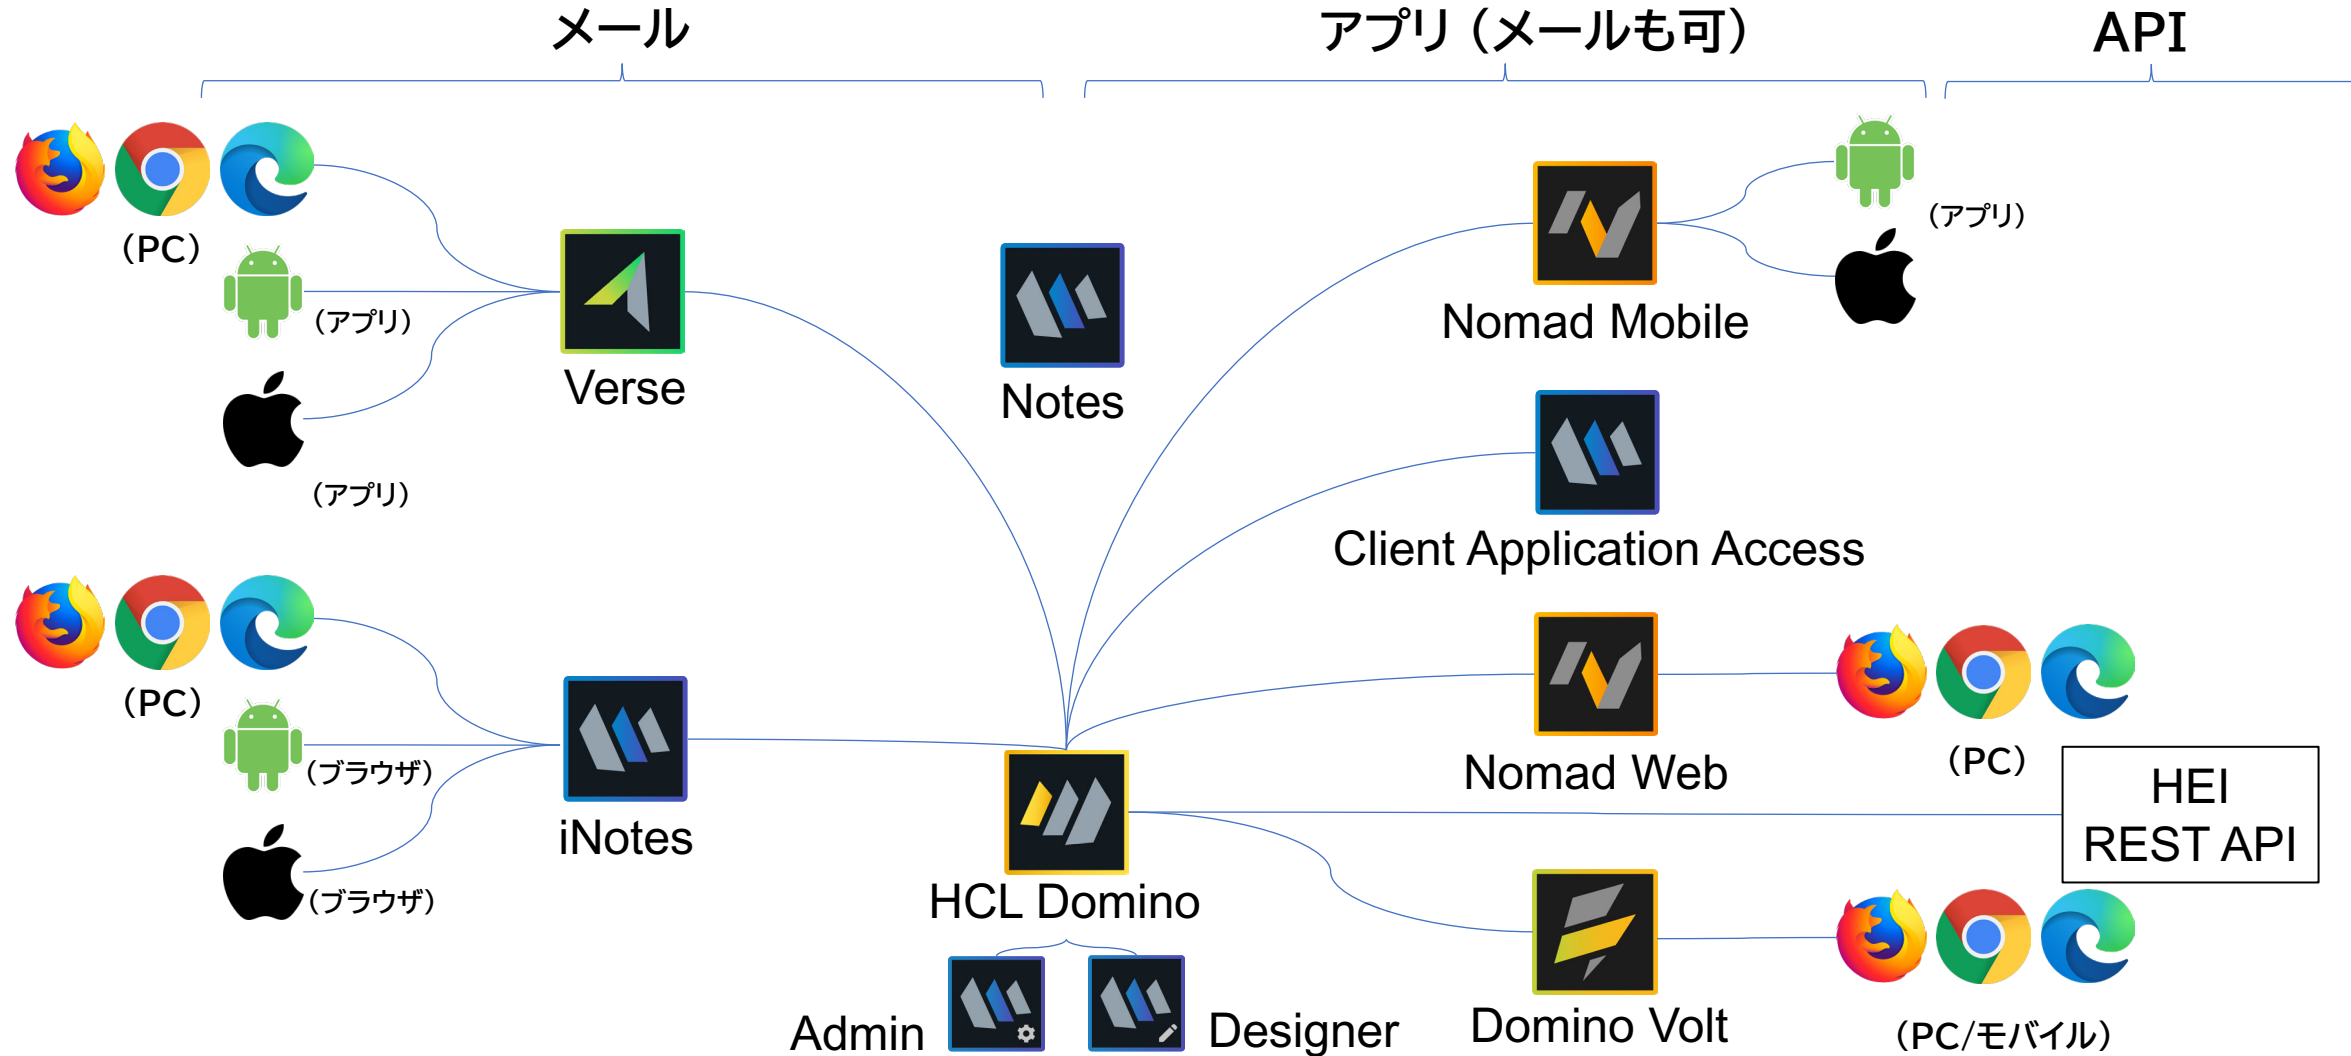 メール
アプリ（メールも可）
API
（PC）
（アプリ）
（アプリ）
Verse
Notes
Nomad Mobile
（アプリ）
Client Application Access
（PC）
（ブラウザ）
（ブラウザ）
iNotes
HCL Domino
Nomad Web
（PC）
HEI
REST API
Admin
Designer
Domino Volt
（PC/モバイル）